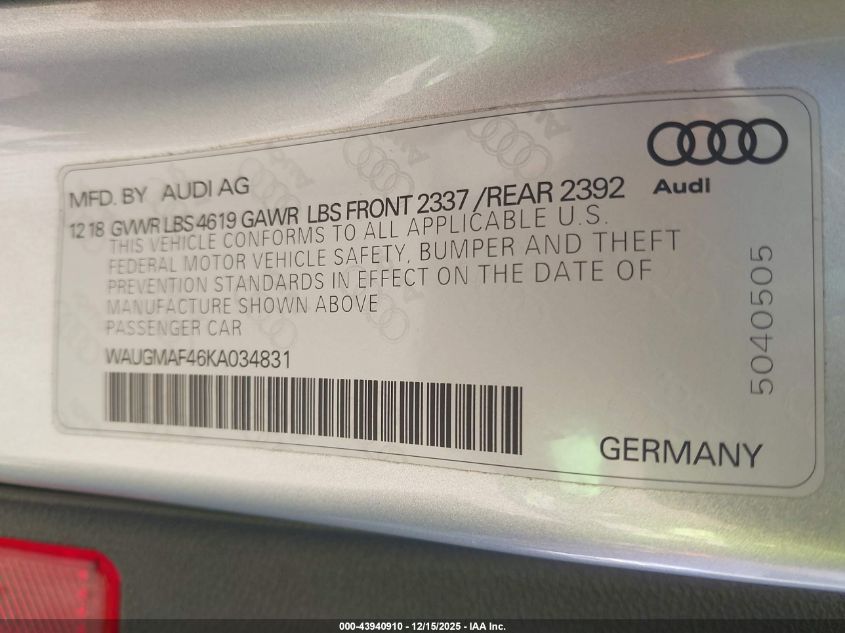 Audi
MFD. BY AUDI AG
12 18 GVWR LBS 4619 GAWR LBS FRONT 2337 /REAR 2392
THIS VEHICLE CONFORMS TO ALL APPLICABLE U.S.
FEDERAL MOTOR VEHICLE SAFETY, BUMPER AND THEFT
PREVENTION STANDARDS IN EFFECT ON THE DATE OF
MANUFACTURE SHOWN ABOVE
PASSENGER CAR
WAUGMAF46KA034831
5040505
GERMANY
000-43940910 - 12/15/2025 - IAA Inc.